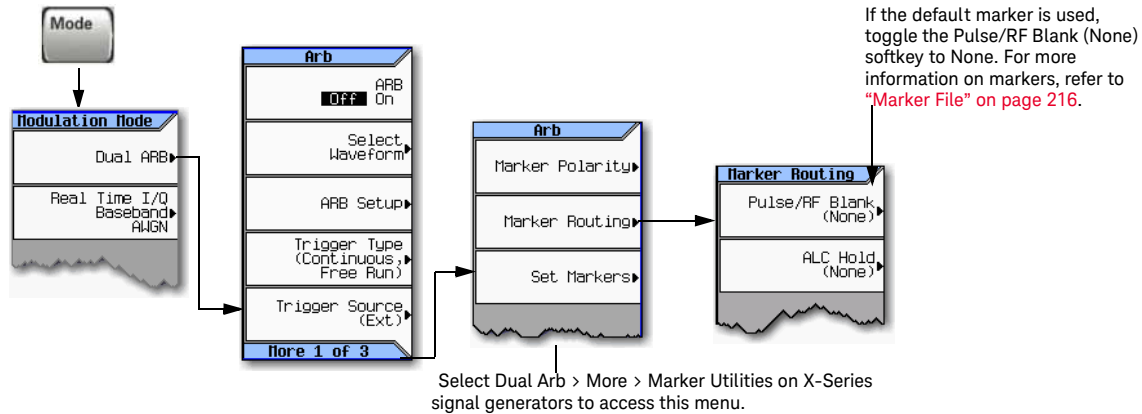 Mode
Modulation Mode
Dual ARB
Real Time I/Q
Baseband
AWGN
Arb
ARB
Off On
Select
Waveform
ARB Setup
Trigger Type
(Continuous,
Free Run)
Trigger Source
(Ext)
More 1 of 3
Arb
Marker Polarity
Marker Routing
Set Markers
Select Dual Arb > More > Marker Utilities on X-Series
signal generators to access this menu.
If the default marker is used,
toggle the Pulse/RF Blank (None)
softkey to None. For more
information on markers, refer to
“Marker File” on page 216.
Marker Routing
Pulse/RF Blank
(None)
ALC Hold
(None)